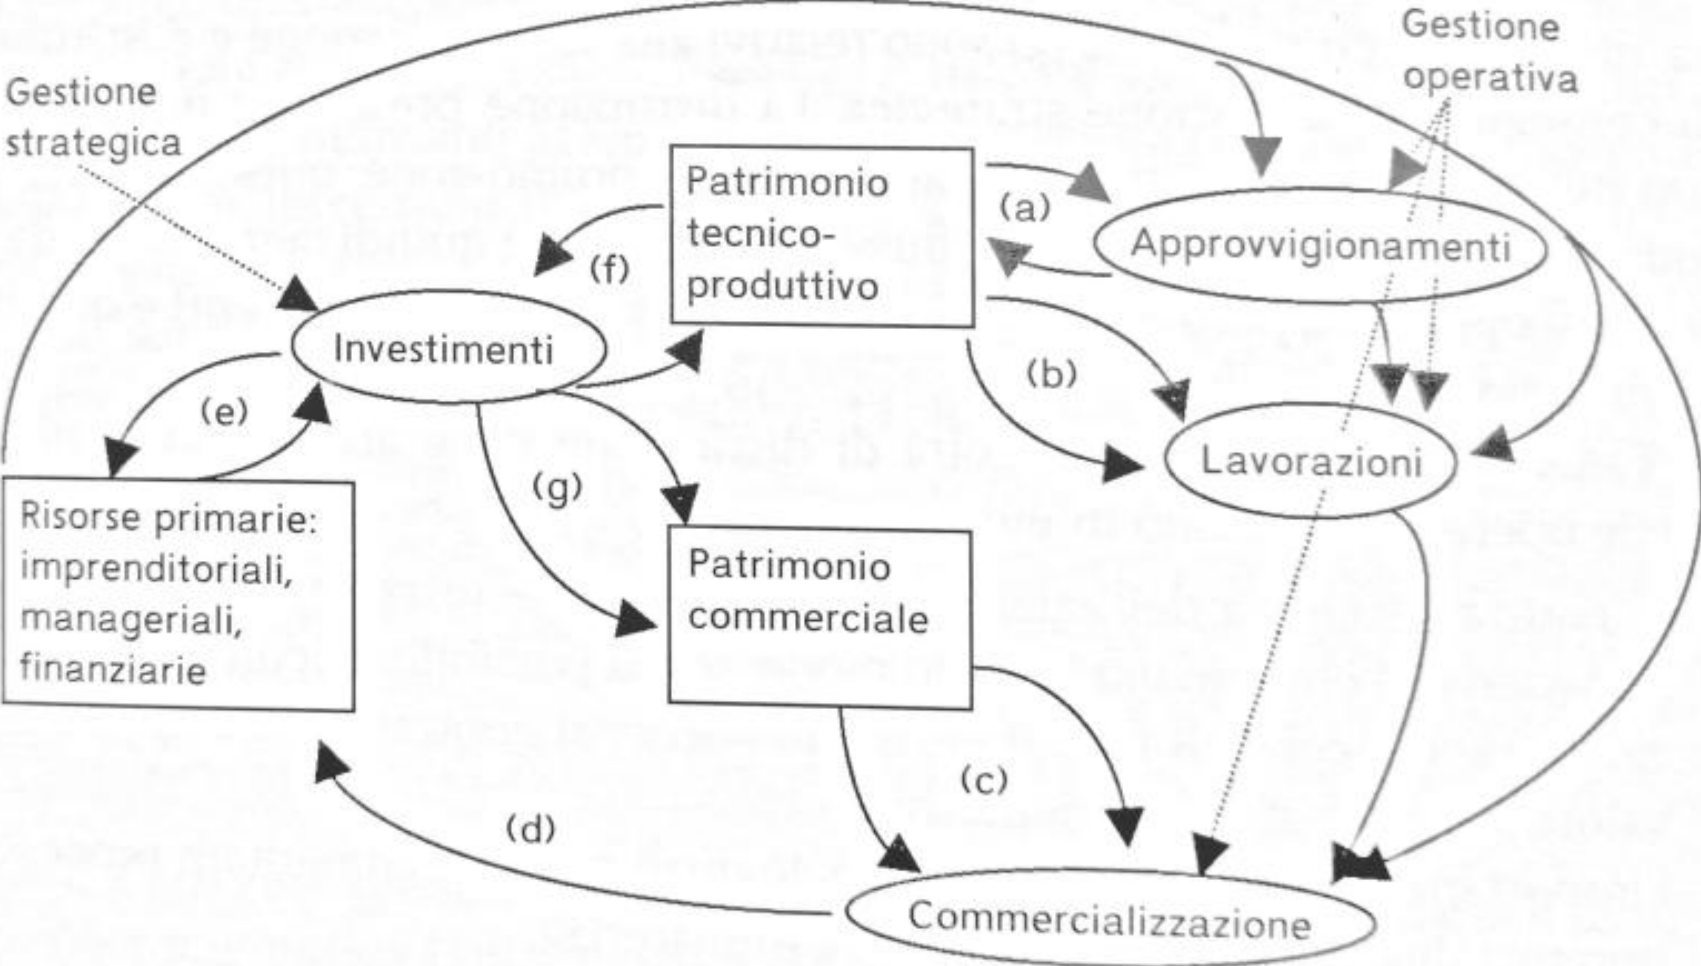 Gestione
operativa
Gestione
strategica
Patrimonio
tecnico-
produttivo
(a)
Approvvigionamenti
(f)
Investimenti
(b)
(e)
Lavorazioni
(g)
Risorse primarie:
imprenditoriali,
manageriali,
finanziarie
Patrimonio
commerciale
(c)
(d)
Commercializzazione